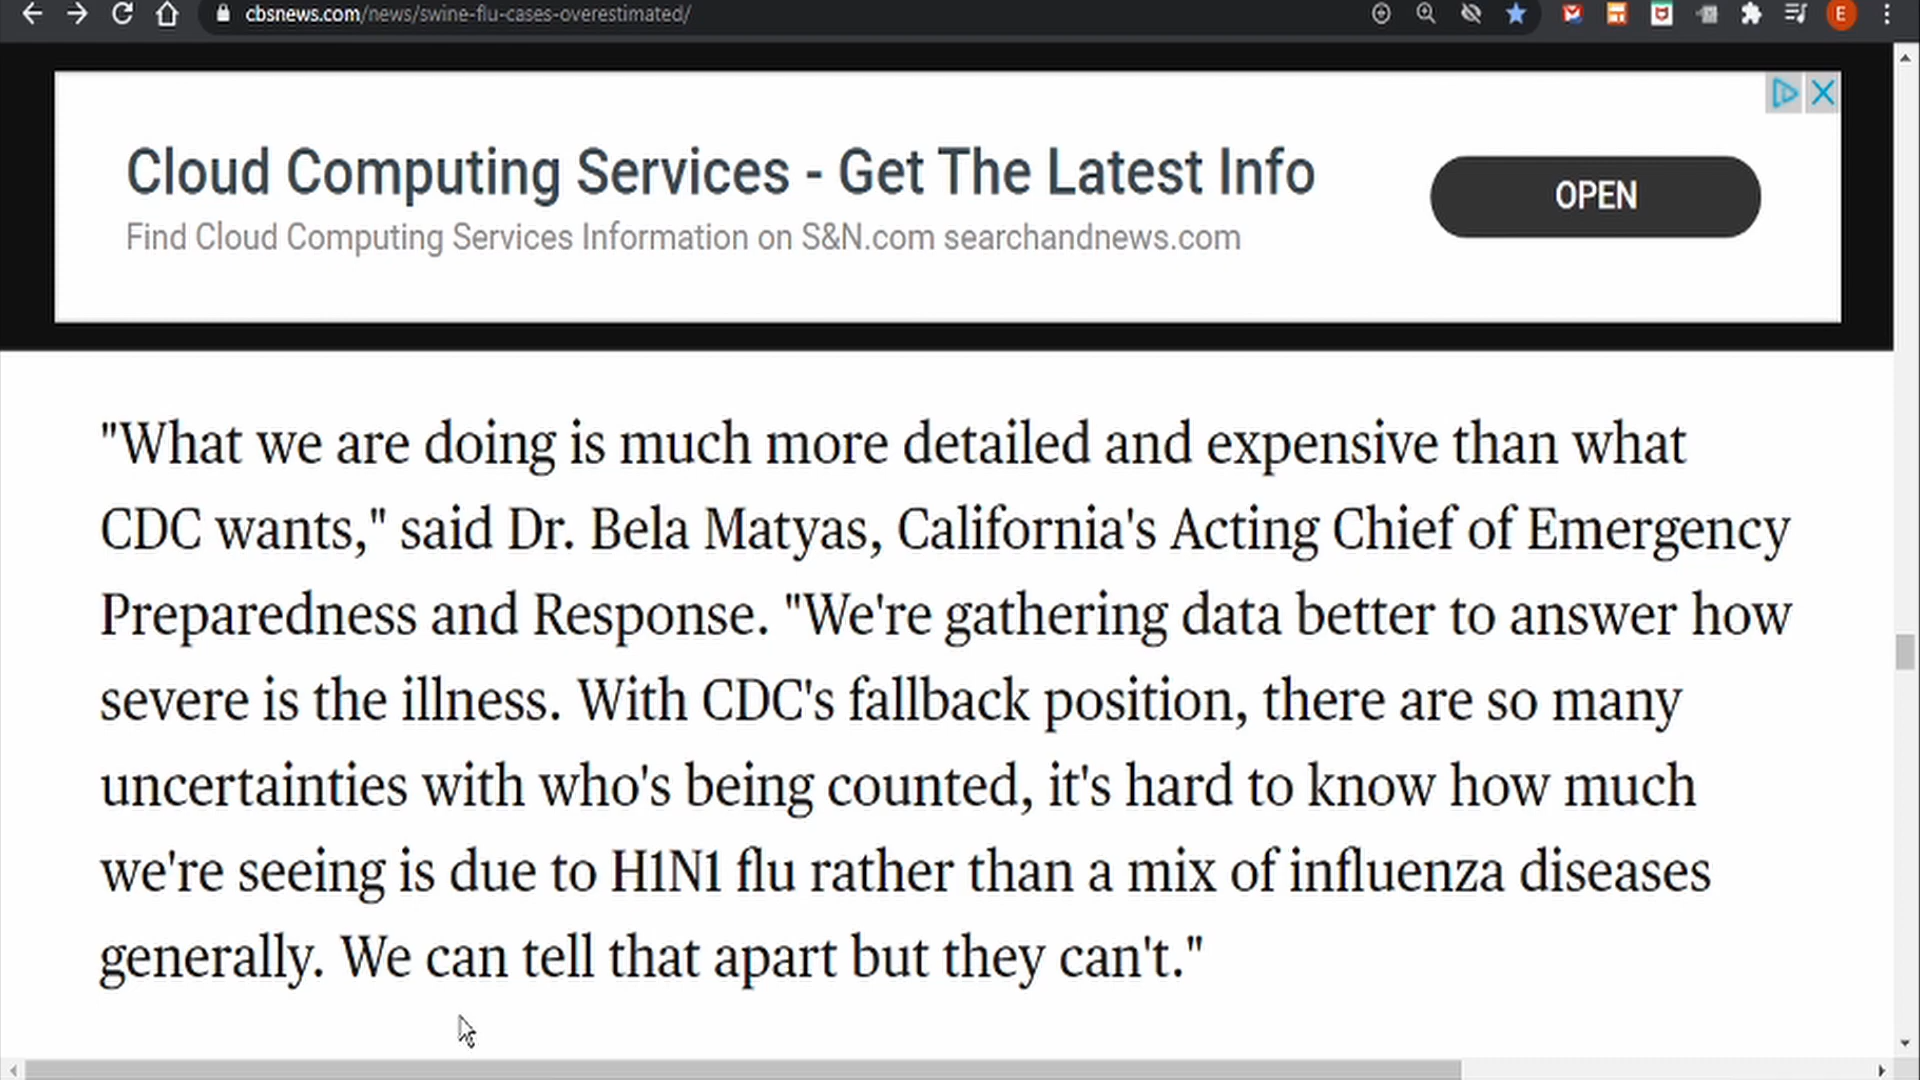 cbsnews.com/news/swine-flu-cases-overestimated/
E
Cloud Computing Services - Get The Latest Info
Find Cloud Computing Services Information on S&N.com searchandnews.com
OPEN
"What we are doing is much more detailed and expensive than what
CDC wants," said Dr. Bela Matyas, California's Acting Chief of Emergency
Preparedness and Response. "We're gathering data better to answer how
severe is the illness. With CDC's fallback position, there are so many
uncertainties with who's being counted, it's hard to know how much
we're seeing is due to H1N1 flu rather than a mix of influenza diseases
generally. We can tell that apart but they can't."